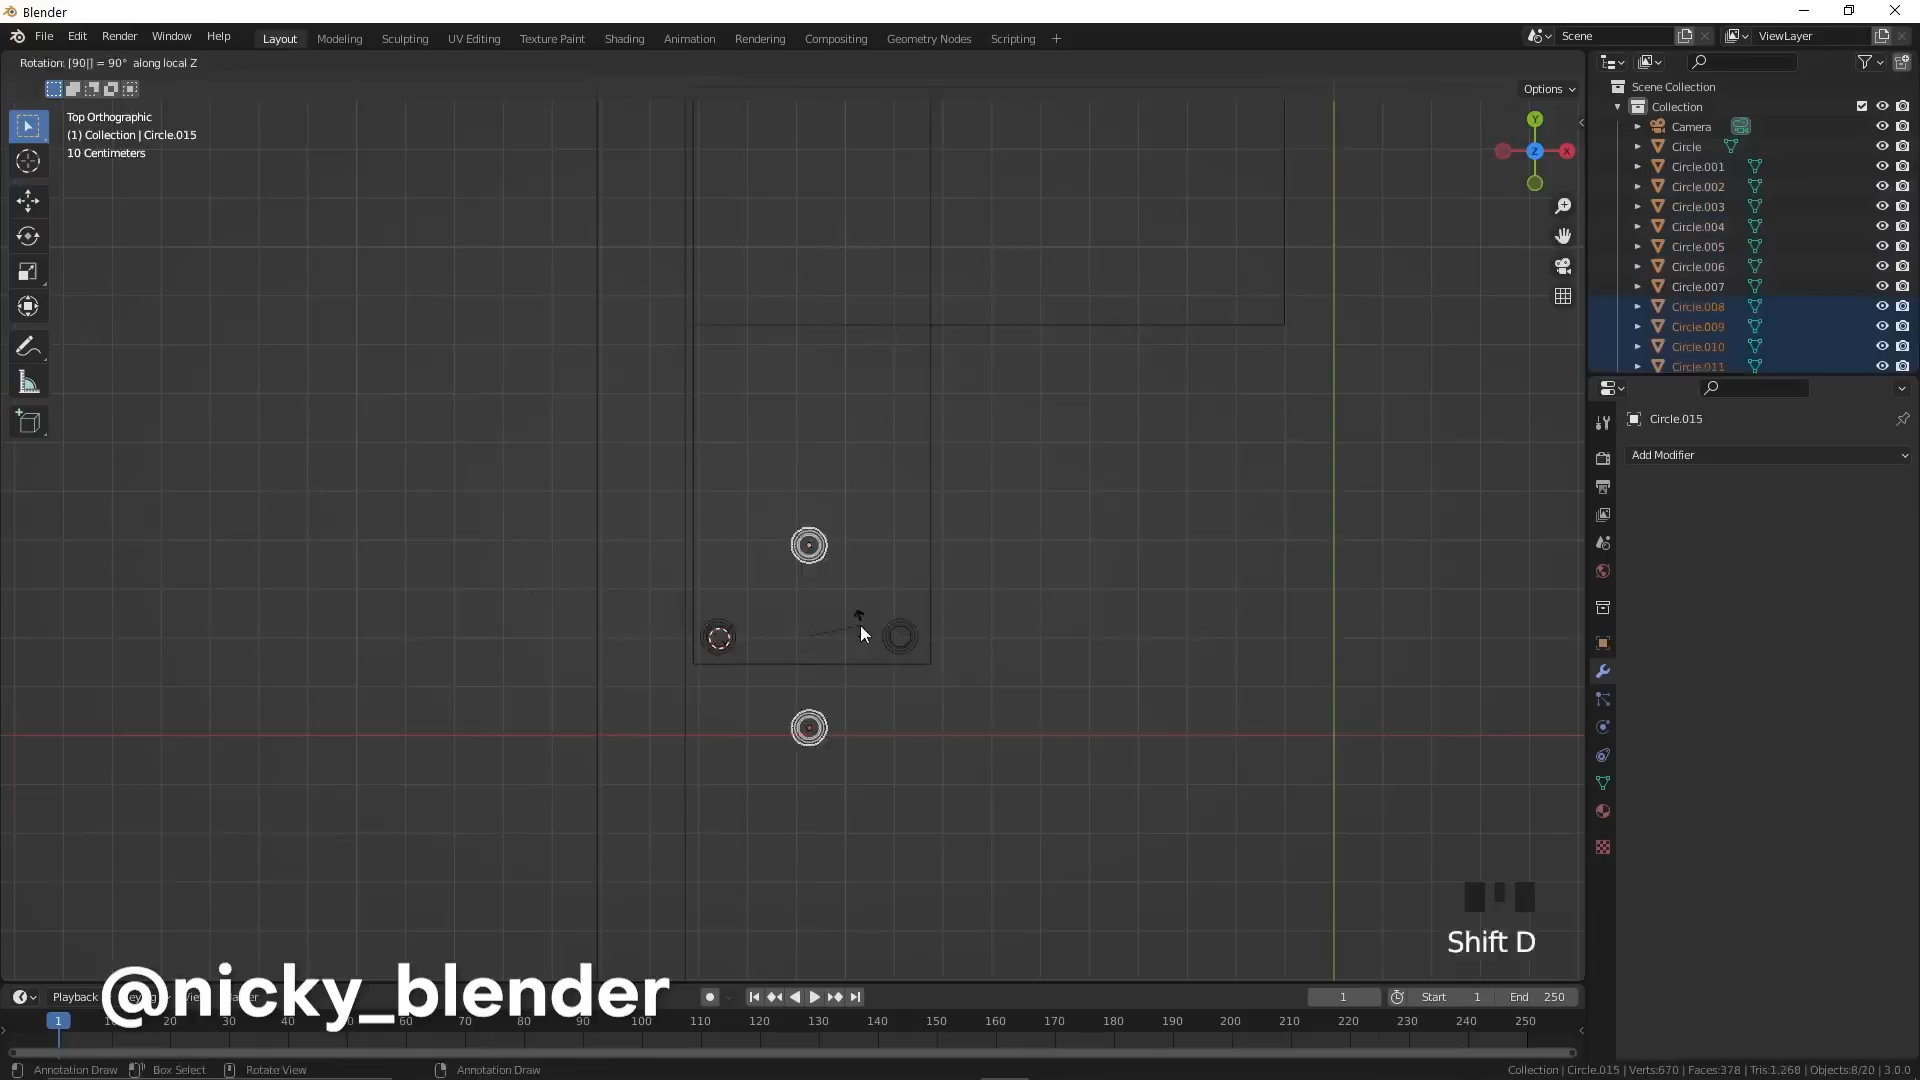 Blender
File Edit Render Window Help
Layout Modeling Sculpting UV Editing Texture Paint Shading Animation Rendering Compositing Geometry Nodes Scripting
Scene
ViewLayer
Rotation: [90|] = 90° along local Z
Options
Top Orthographic
(1) Collection | Circle.015
10 Centimeters
Y
Z
X
Scene Collection
Collection
Camera
Circle
Circle.001
Circle.002
Circle.003
Circle.004
Circle.005
Circle.006
Circle.007
Circle.008
Circle.009
Circle.010
Circle.011
Circle.015
Add Modifier
Shift D
@nicky_blender
Playback
1
Start 1
End 250
1 20 30 40 50 60 70 80 90 100 110 120 130 140 150 160 170 180 190 200 210 220 230 240 250
Annotation Draw Box Select Rotate View Annotation Draw
Collection | Circle.015 | Verts:670 | Faces:378 | Tris:1,268 | Objects:8/20 | 3.0.0